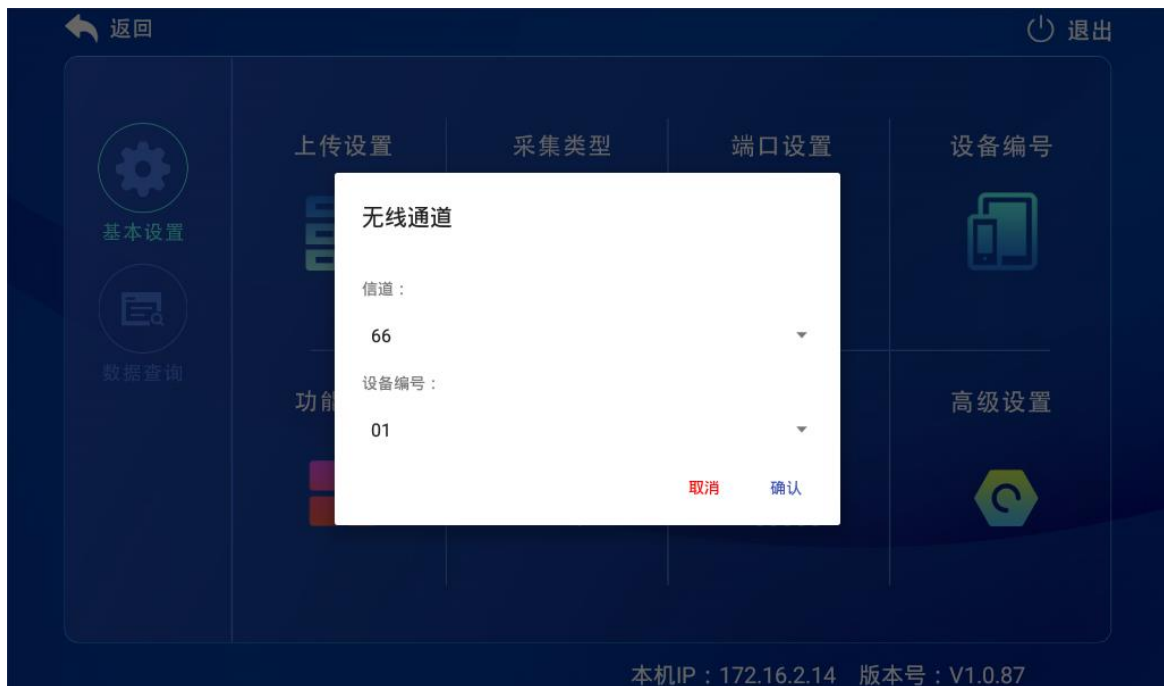 返回
退出
上传设置
采集类型
端口设置
设备编号
基本设置
无线通道
信道：
66
设备编号：
01
数据查询
功能
高级设置
取消
确认
本机IP：172.16.2.14 版本号：V1.0.87